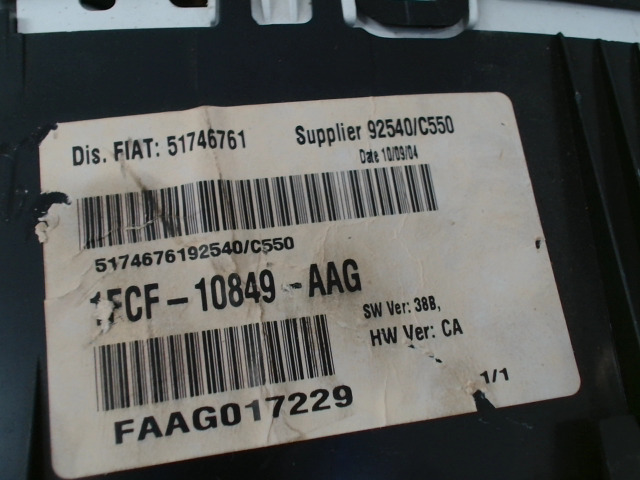 Dis. FIAT: 51746761 Supplier 92540/C550
Date 10/09/04
5174676192540/C550
1FCF-10849-AAG
SW Ver: 38B,
HW Ver: CA
FAAG017229
1/1